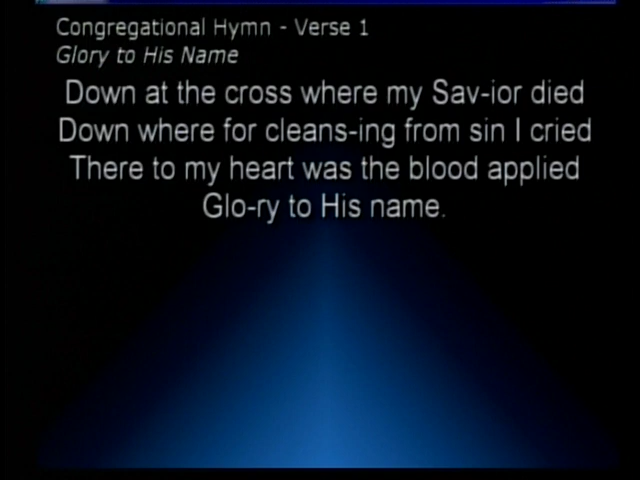 Congregational Hymn - Verse 1
Glory to His Name
Down at the cross where my Sav-ior died
Down where for cleans-ing from sin I cried
There to my heart was the blood applied
Glo-ry to His name.